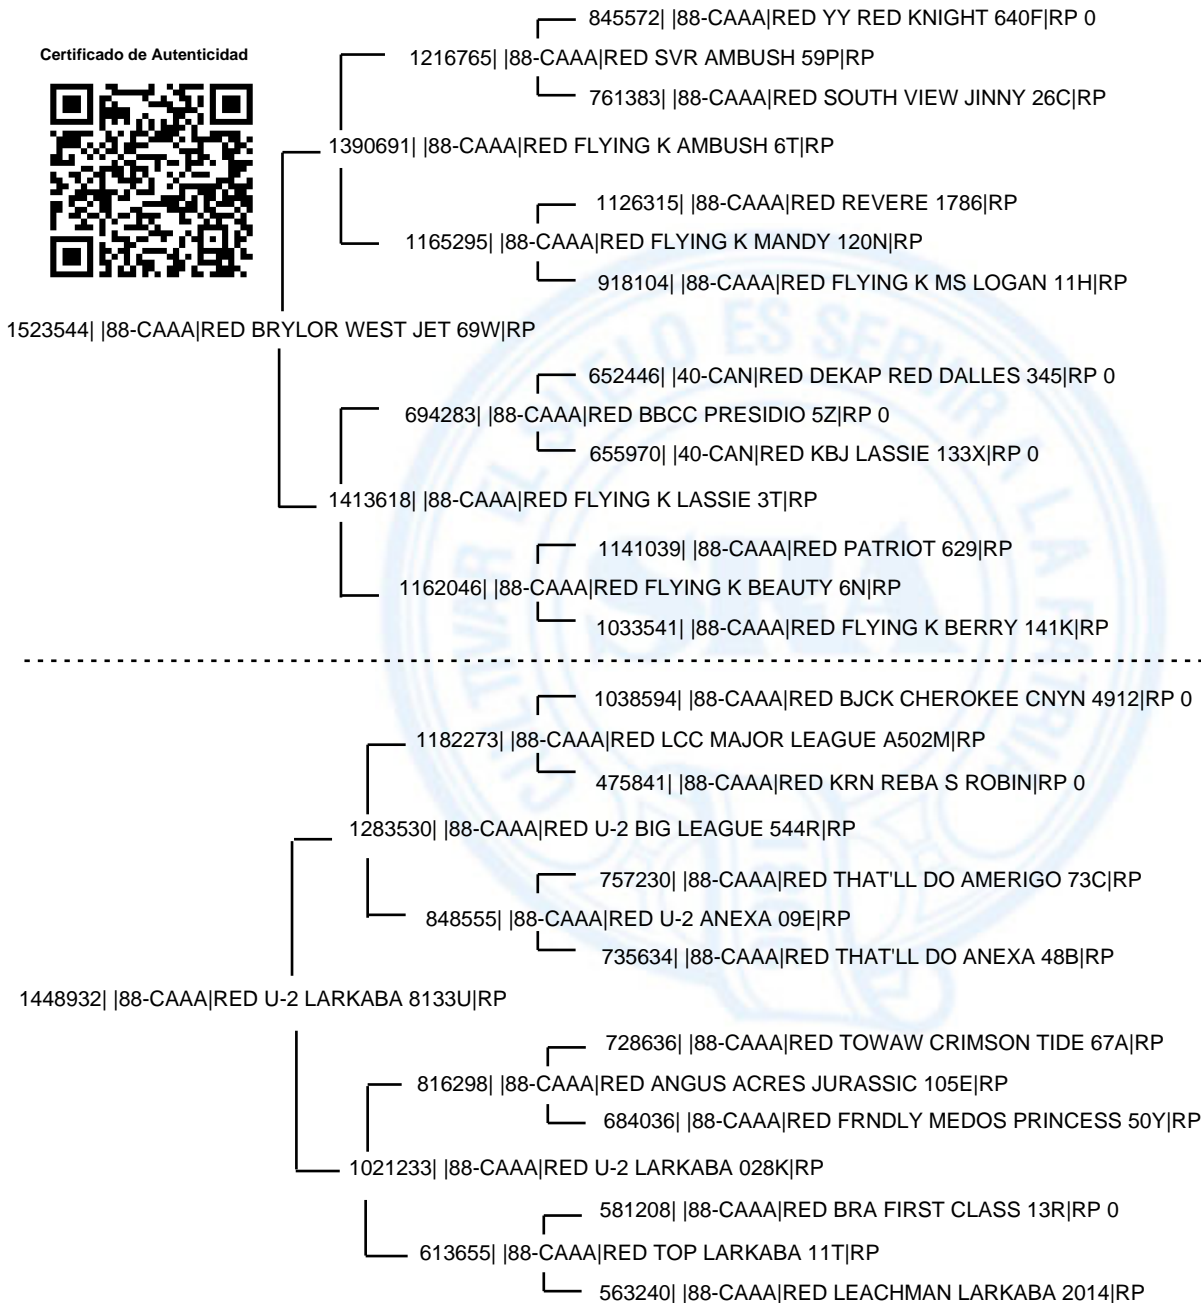 845572| |88-CAAA|RED YY RED KNIGHT 640F|RP 0
Certificado de Autenticidad
1216765| |88-CAAA|RED SVR AMBUSH 59P|RP
761383| |88-CAAA|RED SOUTH VIEW JINNY 26C|RP
1390691| |88-CAAA|RED FLYING K AMBUSH 6T|RP
1126315| |88-CAAA|RED REVERE 1786|RP
1165295| |88-CAAA|RED FLYING K MANDY 120N|RP
918104| |88-CAAA|RED FLYING K MS LOGAN 11H|RP
1523544| |88-CAAA|RED BRYLOR WEST JET 69W|RP
652446| |40-CAN|RED DEKAP RED DALLES 345|RP 0
694283| |88-CAAA|RED BBCC PRESIDIO 5Z|RP 0
655970| |40-CAN|RED KBJ LASSIE 133X|RP 0
1413618| |88-CAAA|RED FLYING K LASSIE 3T|RP
1141039| |88-CAAA|RED PATRIOT 629|RP
1162046| |88-CAAA|RED FLYING K BEAUTY 6N|RP
1033541| |88-CAAA|RED FLYING K BERRY 141K|RP
1038594| |88-CAAA|RED BJCK CHEROKEE CNYN 4912|RP 0
1182273| |88-CAAA|RED LCC MAJOR LEAGUE A502M|RP
475841| |88-CAAA|RED KRN REBA S ROBIN|RP 0
1283530| |88-CAAA|RED U-2 BIG LEAGUE 544R|RP
757230| |88-CAAA|RED THAT'LL DO AMERIGO 73C|RP
848555| |88-CAAA|RED U-2 ANEXA 09E|RP
735634| |88-CAAA|RED THAT'LL DO ANEXA 48B|RP
1448932| |88-CAAA|RED U-2 LARKABA 8133U|RP
728636| |88-CAAA|RED TOWAW CRIMSON TIDE 67A|RP
816298| |88-CAAA|RED ANGUS ACRES JURASSIC 105E|RP
684036| |88-CAAA|RED FRNDLY MEDOS PRINCESS 50Y|RP
1021233| |88-CAAA|RED U-2 LARKABA 028K|RP
581208| |88-CAAA|RED BRA FIRST CLASS 13R|RP 0
613655| |88-CAAA|RED TOP LARKABA 11T|RP
563240| |88-CAAA|RED LEACHMAN LARKABA 2014|RP
CULTIVAR EL SUELO ES SERVIR A LA PATRIA